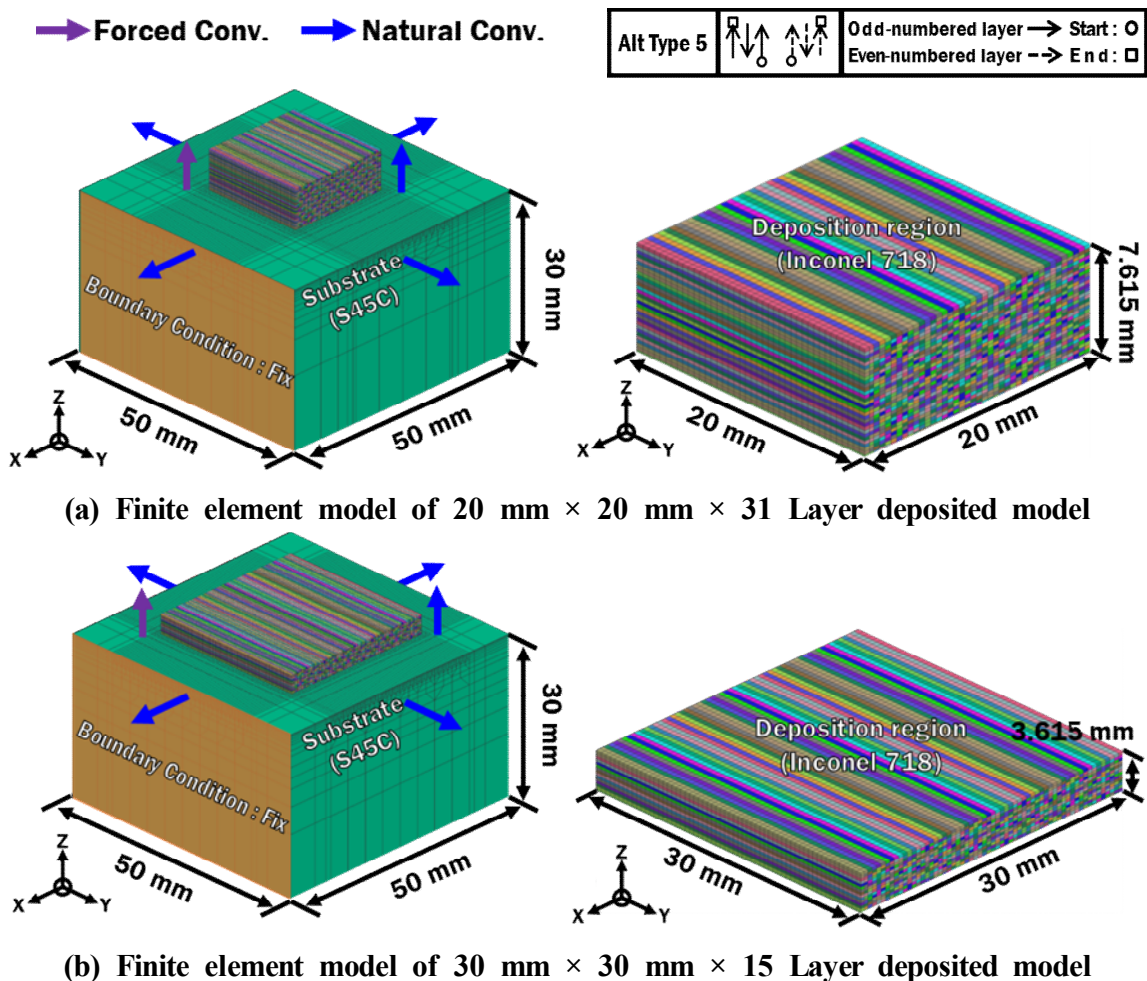 Forced Conv. Natural Conv.
Alt Type 5
Odd-numbered layer Start :
Even-numbered layer End :
Boundary Condition : Fix
Substrate
(S45C)
30 mm
50 mm
50 mm
Z
X
Y
Deposition region
(Inconel 718)
7.615 mm
20 mm
20 mm
Z
X
Y
(a) Finite element model of 20 mm × 20 mm × 31 Layer deposited model
Boundary Condition : Fix
Substrate
(S45C)
30 mm
50 mm
50 mm
Z
X
Y
Deposition region
(Inconel 718)
3.615 mm
30 mm
30 mm
Z
X
Y
(b) Finite element model of 30 mm × 30 mm × 15 Layer deposited model